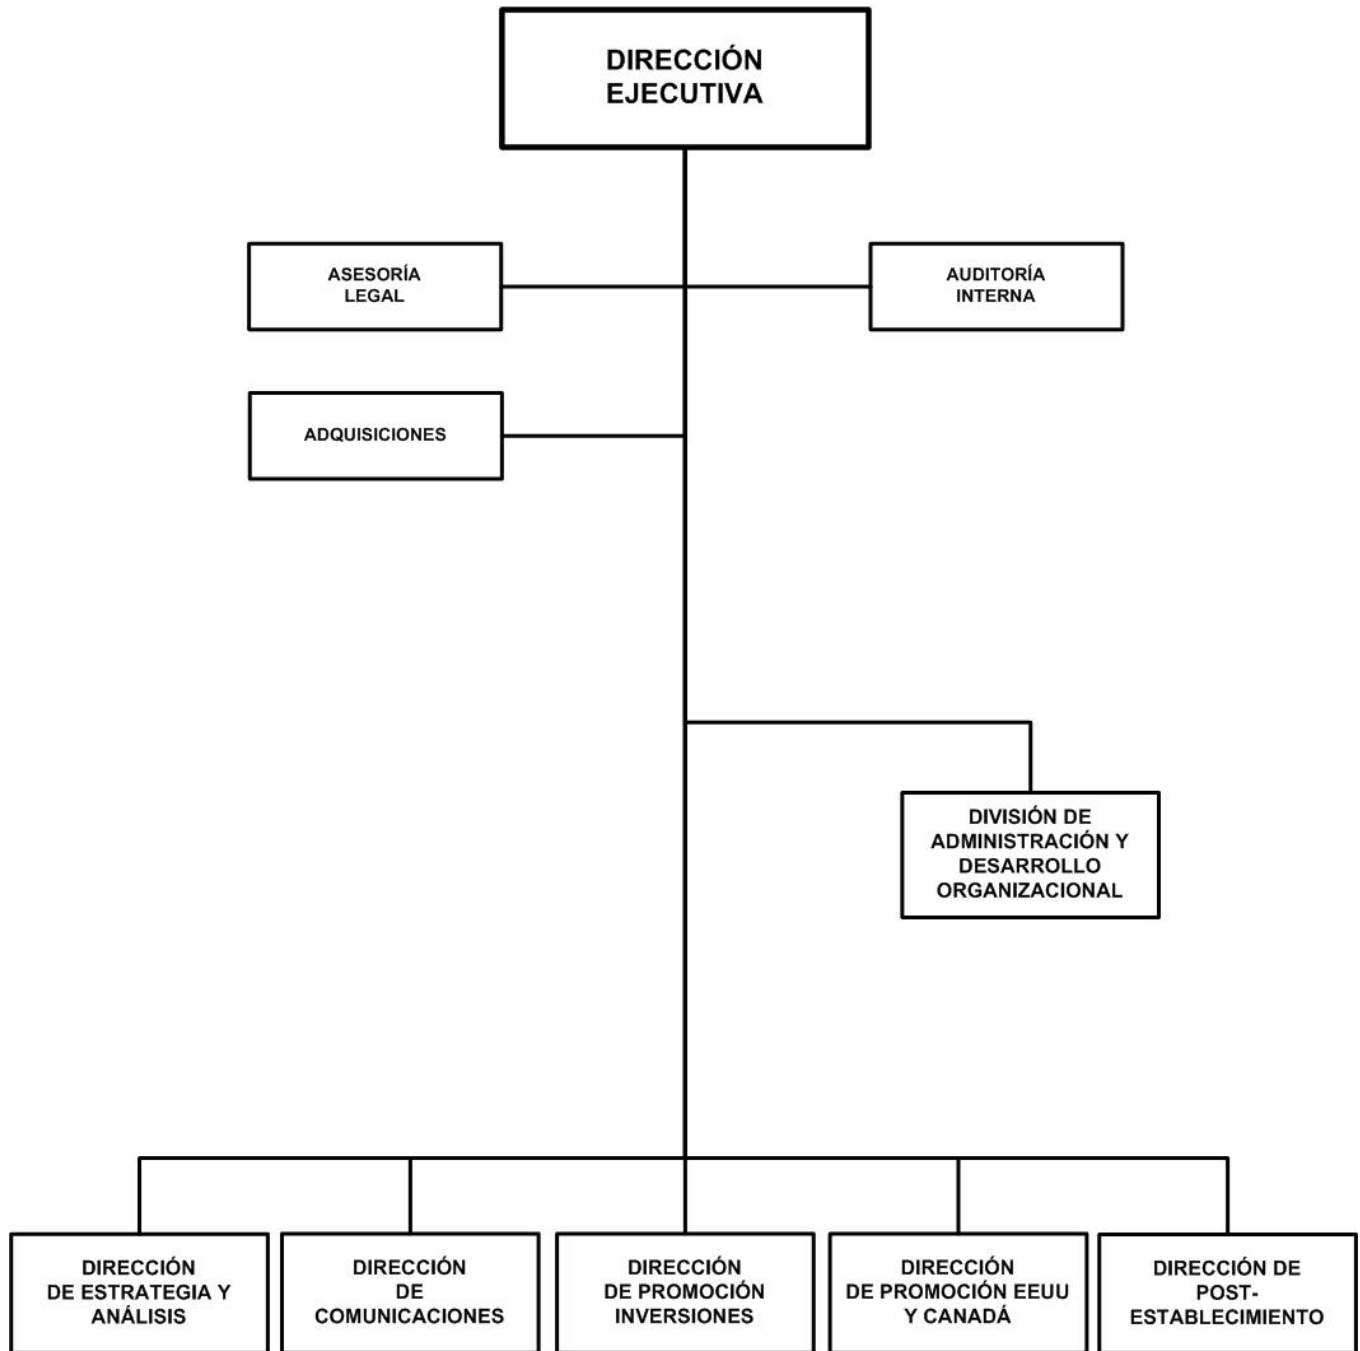 DIRECCIÓN
EJECUTIVA
ASESORÍA
LEGAL
AUDITORÍA
INTERNA
ADQUISICIONES
DIVISIÓN DE
ADMINISTRACIÓN Y
DESARROLLO
ORGANIZACIONAL
DIRECCIÓN
DE ESTRATEGIA Y
ANÁLISIS
DIRECCIÓN
DE
COMUNICACIONES
DIRECCIÓN
DE PROMOCIÓN
INVERSIONES
DIRECCIÓN
DE PROMOCIÓN EEUU
Y CANADÁ
DIRECCIÓN DE
POST-
ESTABLECIMIENTO